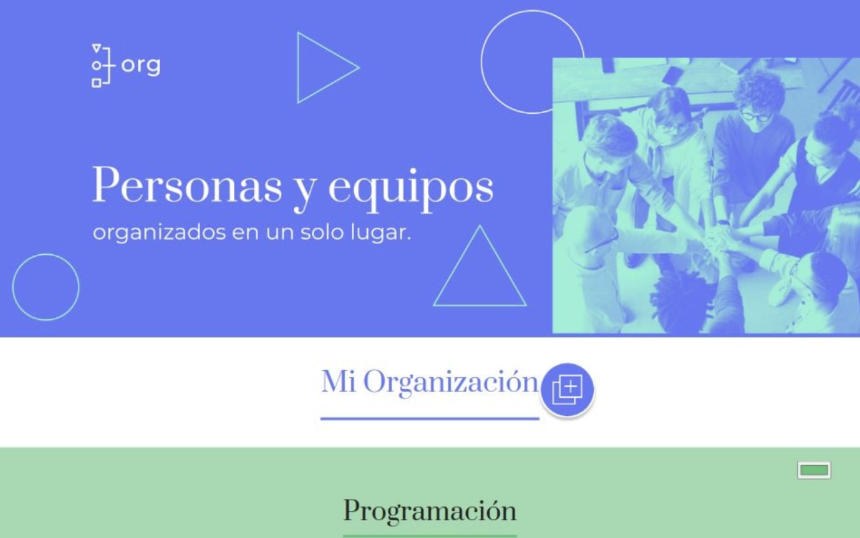 org
Personas y equipos
organizados en un solo lugar.
Mi Organización
Programación